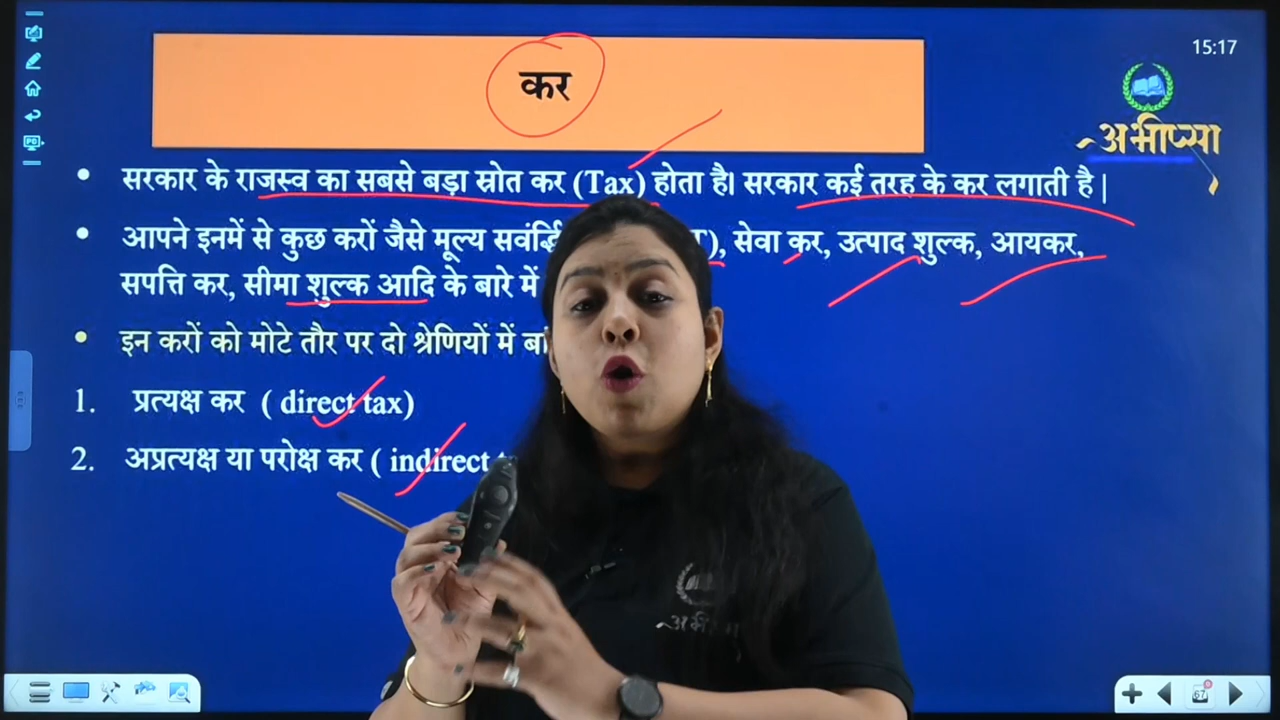 15:17
कर
अभीप्सा
सरकार के राजस्व का सबसे बड़ा स्रोत कर (Tax) होता है। सरकार कई तरह के कर लगाती है |
आपने इनमें से कुछ करों जैसे मूल्य सवंर्द्धि T), सेवा कर, उत्पाद शुल्क, आयकर,
सपत्ति कर, सीमा शुल्क आदि के बारे में
इन करों को मोटे तौर पर दो श्रेणियों में
1. प्रत्यक्ष कर ( direct tax)
2. अप्रत्यक्ष या परोक्ष कर ( indirect
67